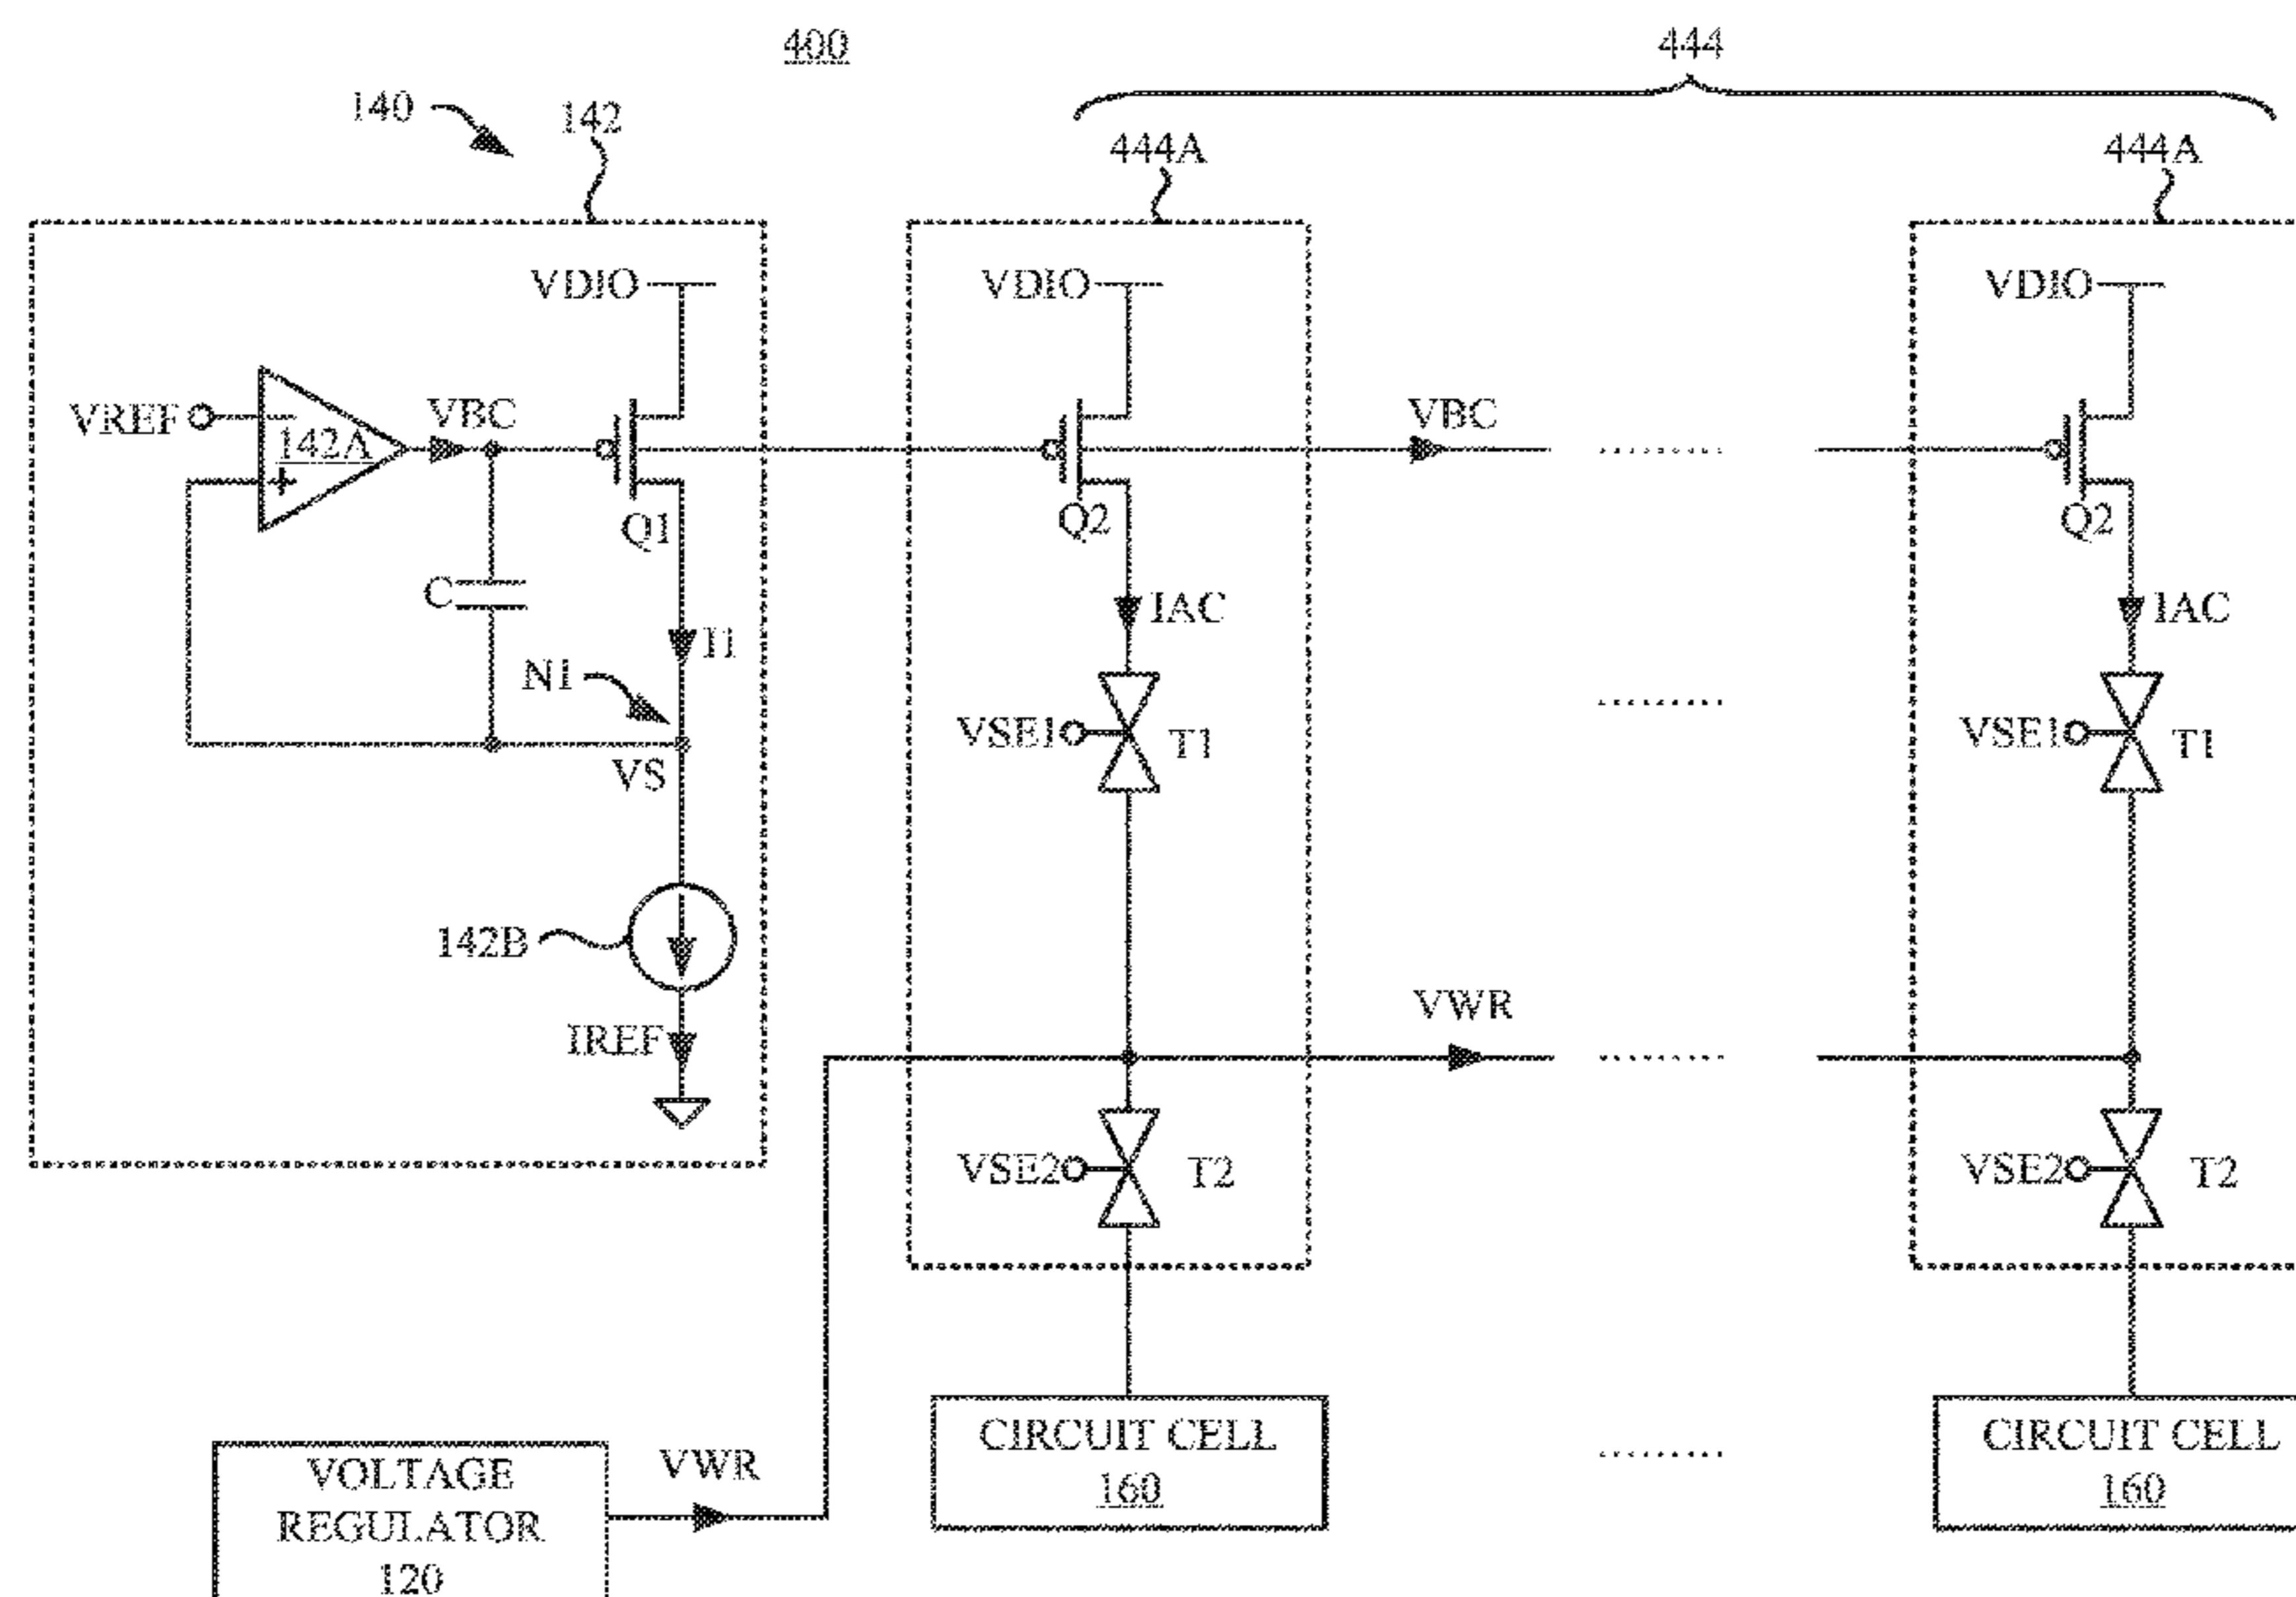 400
444
140
142
444A
444A
VDIO
VDIO
VDIO
VREF
142A
VBC
VBC
Q1
Q2
Q2
C
I1
IAC
IAC
N1
VS
VSE1
T1
VSE1
T1
142B
IREF
VWR
VSE2
T2
VSE2
T2
VOLTAGE
REGULATOR
120
VWR
CIRCUIT CELL
160
CIRCUIT CELL
160